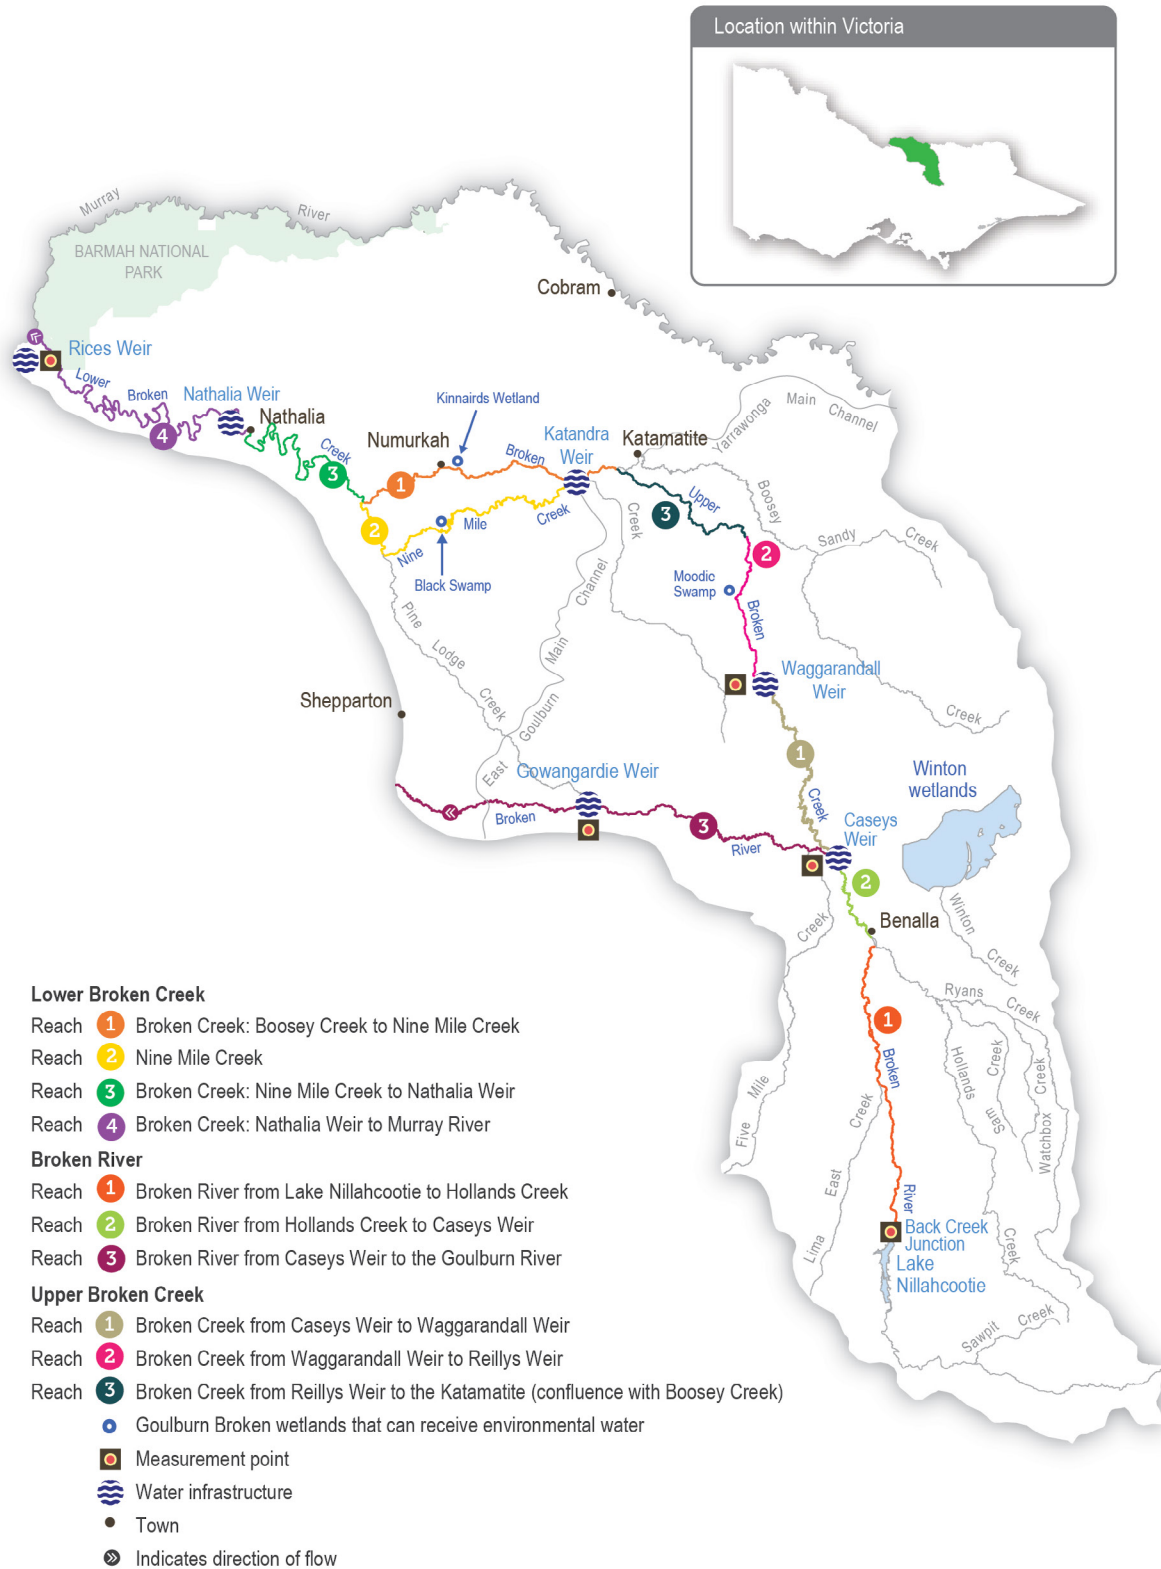 Location within Victoria
Murray
River
BARMAH NATIONAL
PARK
Cobram
Rices Weir
Lower
Broken
Nathalia Weir
Nathalia
Creek
4
3
Kinnairds Wetland
Numurkah
Broken
Katandra
Weir
Katamatite
Yarrawonga
Main
Channel
1
2
Nine
Mile
Creek
Black Swamp
Creek
Upper
3
Boosey
Sandy
Creek
2
Moodic
Swamp
Broken
Channel
Main
Goulburn
East
Pine
Lodge
Creek
Shepparton
Waggarandall
Weir
Creek
1
Creek
Gowangardie Weir
Broken
3
River
Winton
wetlands
Caseys
Weir
2
Benalla
Winton
Creek
Creek
Ryans
Creek
1
Broken
Hollands
Creek
Sam
Creek
Watchbox
Five
Mile
Creek
East
Lima
River
Back Creek
Junction
Lake
Nillahcootie
Creek
Sawpit
Creek
Lower Broken Creek
Reach 1 Broken Creek: Boosey Creek to Nine Mile Creek
Reach 2 Nine Mile Creek
Reach 3 Broken Creek: Nine Mile Creek to Nathalia Weir
Reach 4 Broken Creek: Nathalia Weir to Murray River
Broken River
Reach 1 Broken River from Lake Nillahcootie to Hollands Creek
Reach 2 Broken River from Hollands Creek to Caseys Weir
Reach 3 Broken River from Caseys Weir to the Goulburn River
Upper Broken Creek
Reach 1 Broken Creek from Caseys Weir to Waggarandall Weir
Reach 2 Broken Creek from Waggarandall Weir to Reillys Weir
Reach 3 Broken Creek from Reillys Weir to the Katamatite (confluence with Boosey Creek)
Goulburn Broken wetlands that can receive environmental water
Measurement point
Water infrastructure
Town
Indicates direction of flow